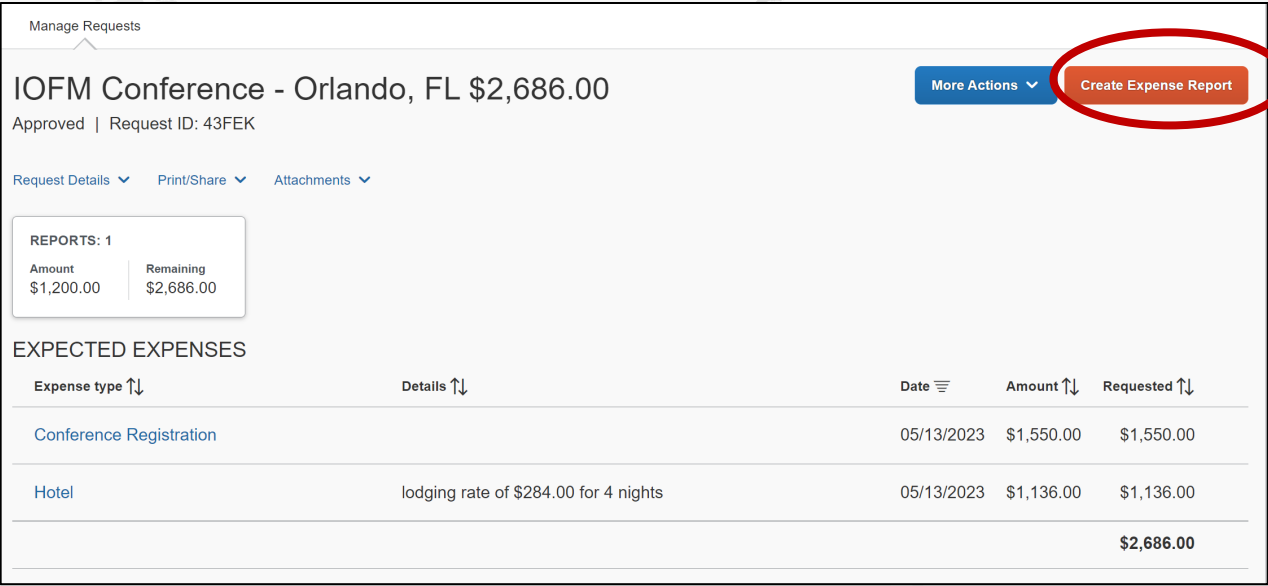 Manage Requests
IOFM Conference - Orlando, FL $2,686.00
More Actions
Create Expense Report
Approved | Request ID: 43FEK
Request Details Print/Share Attachments
REPORTS: 1
Amount Remaining
$1,200.00 $2,686.00
EXPECTED EXPENSES
Expense type Details Date Amount Requested
Conference Registration 05/13/2023 $1,550.00 $1,550.00
Hotel lodging rate of $284.00 for 4 nights 05/13/2023 $1,136.00 $1,136.00
$2,686.00